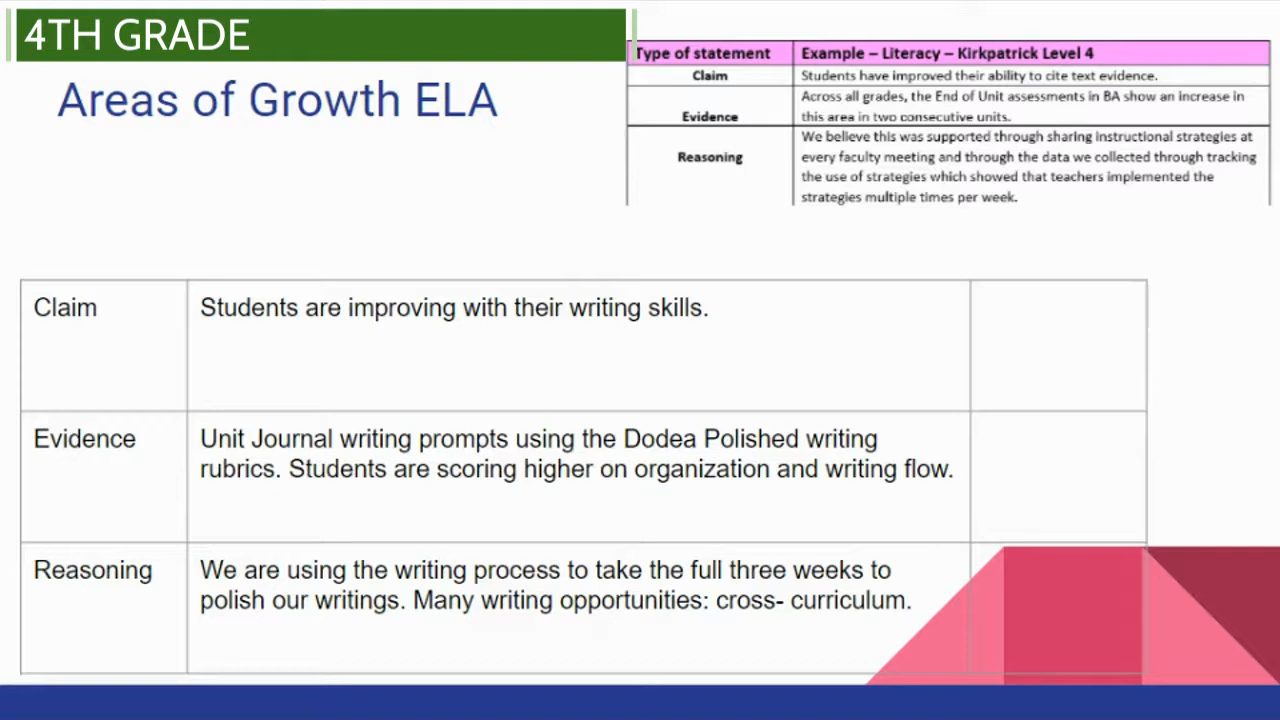 4TH GRADE
Areas of Growth ELA
Type of statement Example – Literacy – Kirkpatrick Level 4
Claim Students have improved their ability to cite text evidence.
Across all grades, the End of Unit assessments in BA show an increase in
Evidence this area in two consecutive units.
We believe this was supported through sharing instructional strategies at
Reasoning every faculty meeting and through the data we collected through tracking
the use of strategies which showed that teachers implemented the
strategies multiple times per week.
Claim Students are improving with their writing skills.
Evidence Unit Journal writing prompts using the Dodea Polished writing
rubrics. Students are scoring higher on organization and writing flow.
Reasoning We are using the writing process to take the full three weeks to
polish our writings. Many writing opportunities: cross- curriculum.